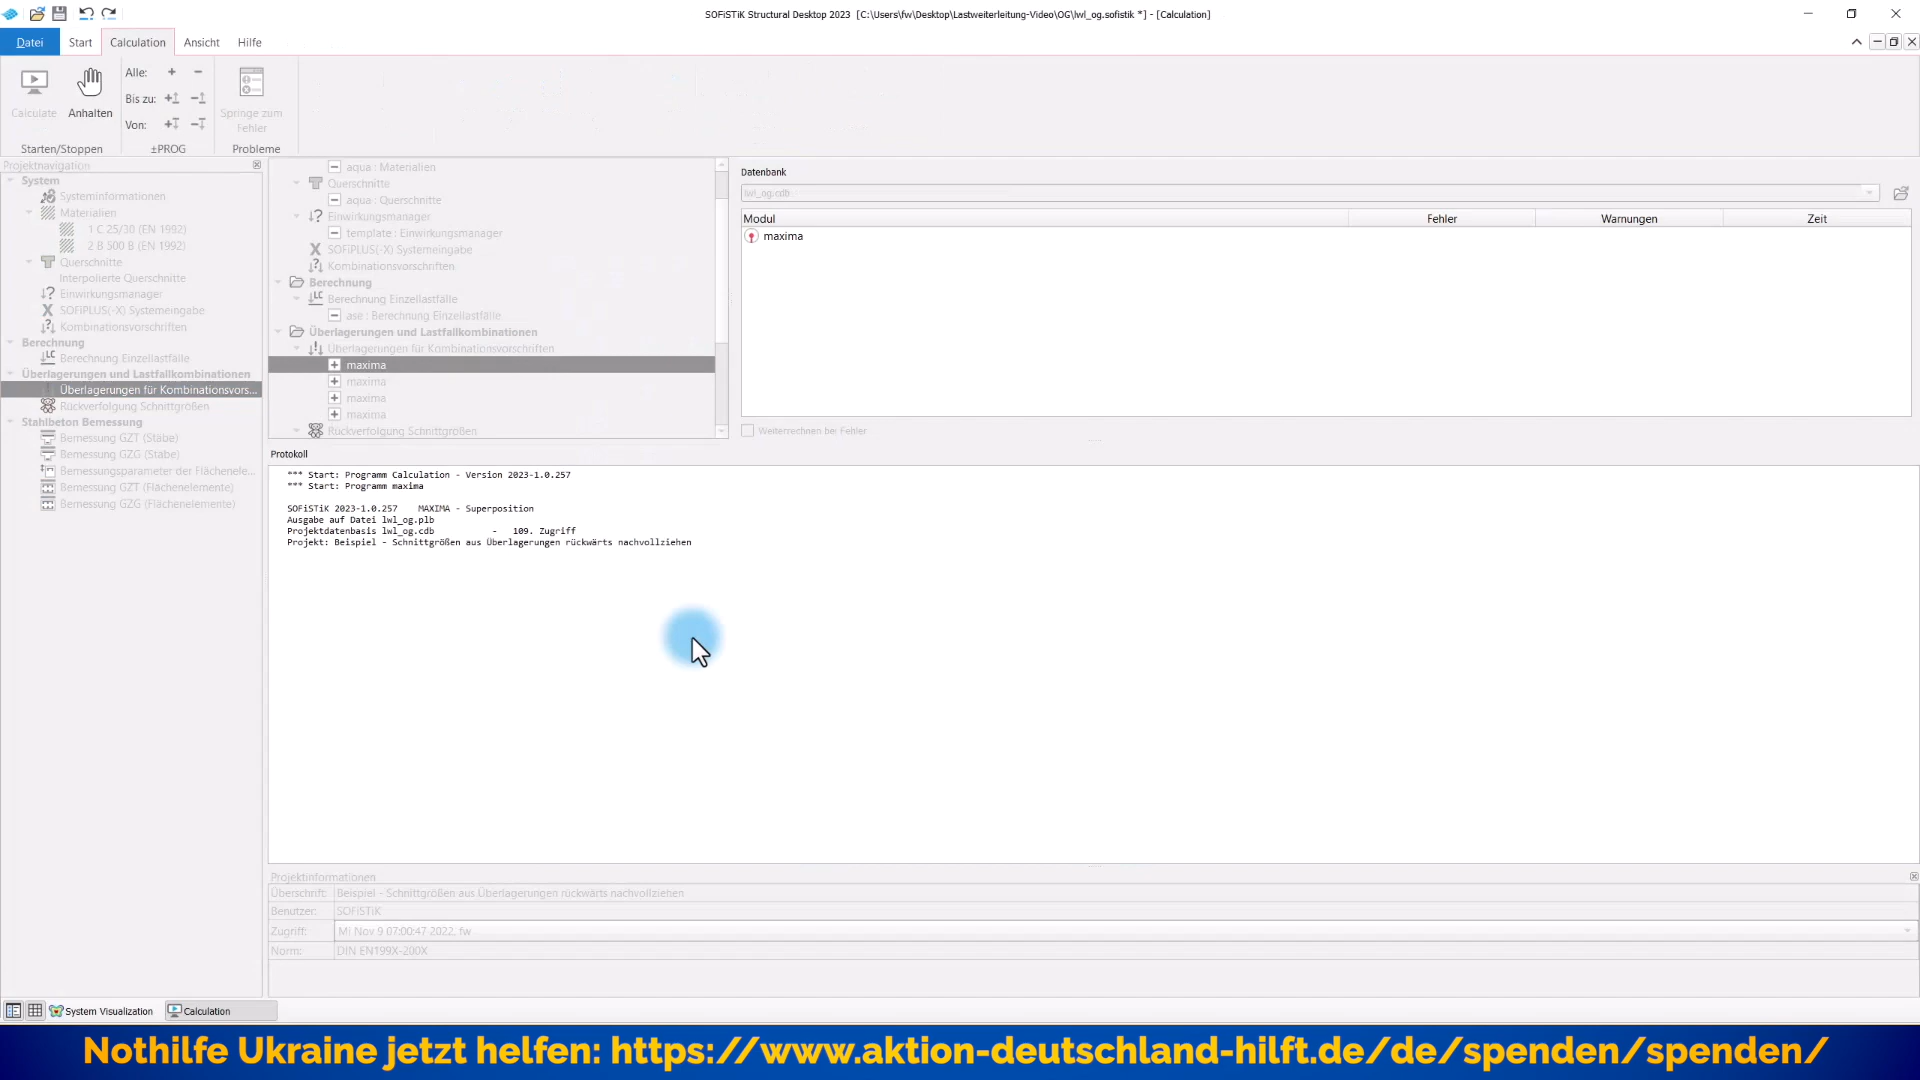 SOFiSTiK Structural Desktop 2023 [C:\Users\fw\Desktop\Lastweiterleitung-Video\OG\lwl_og.sofistik *] - [Calculation]
Datei Start Calculation Ansicht Hilfe
Calculate
Anhalten
Starten/Stoppen
Alle:
Bis zu:
Von:
±PROG
Springe zum
Fehler
Probleme
Projektnavigation
System
Systeminformationen
Materialien
1 C 25/30 (EN 1992)
2 B 500 B (EN 1992)
Querschnitte
Interpolierte Querschnitte
Einwirkungsmanager
SOFiPLUS(-X) Systemeingabe
Kombinationsvorschriften
Berechnung
Berechnung Einzellastfälle
Überlagerungen und Lastfallkombinationen
Überlagerungen für Kombinationsvors...
Rückverfolgung Schnittgrößen
Stahlbeton Bemessung
Bemessung GZT (Stäbe)
Bemessung GZG (Stäbe)
Bemessungsparameter der Flächenele...
Bemessung GZT (Flächenelemente)
Bemessung GZG (Flächenelemente)
aqua : Materialien
Querschnitte
aqua : Querschnitte
Einwirkungsmanager
template : Einwirkungsmanager
SOFiPLUS(-X) Systemeingabe
Kombinationsvorschriften
Berechnung
Berechnung Einzellastfälle
ase : Berechnung Einzellastfälle
Überlagerungen und Lastfallkombinationen
Überlagerungen für Kombinationsvorschriften
maxima
maxima
maxima
maxima
Rückverfolgung Schnittgrößen
Datenbank
lwl_og.cdb
Modul Fehler Warnungen Zeit
maxima
Weiterrechnen bei Fehler
Protokoll
*** Start: Programm Calculation - Version 2023-1.0.257
*** Start: Programm maxima
SOFiSTiK 2023-1.0.257 MAXIMA - Superposition
Ausgabe auf Datei lwl_og.plb
Projektdatenbasis lwl_og.cdb - 109. Zugriff
Projekt: Beispiel - Schnittgrößen aus Überlagerungen rückwärts nachvollziehen
Projektinformationen
Überschrift: Beispiel - Schnittgrößen aus Überlagerungen rückwärts nachvollziehen
Benutzer: SOFiSTiK
Zugriff: Mi Nov 9 07:00:47 2022, fw
Norm: DIN EN199X-200X
System Visualization Calculation
Nothilfe Ukraine jetzt helfen: https://www.aktion-deutschland-hilft.de/de/spenden/spenden/